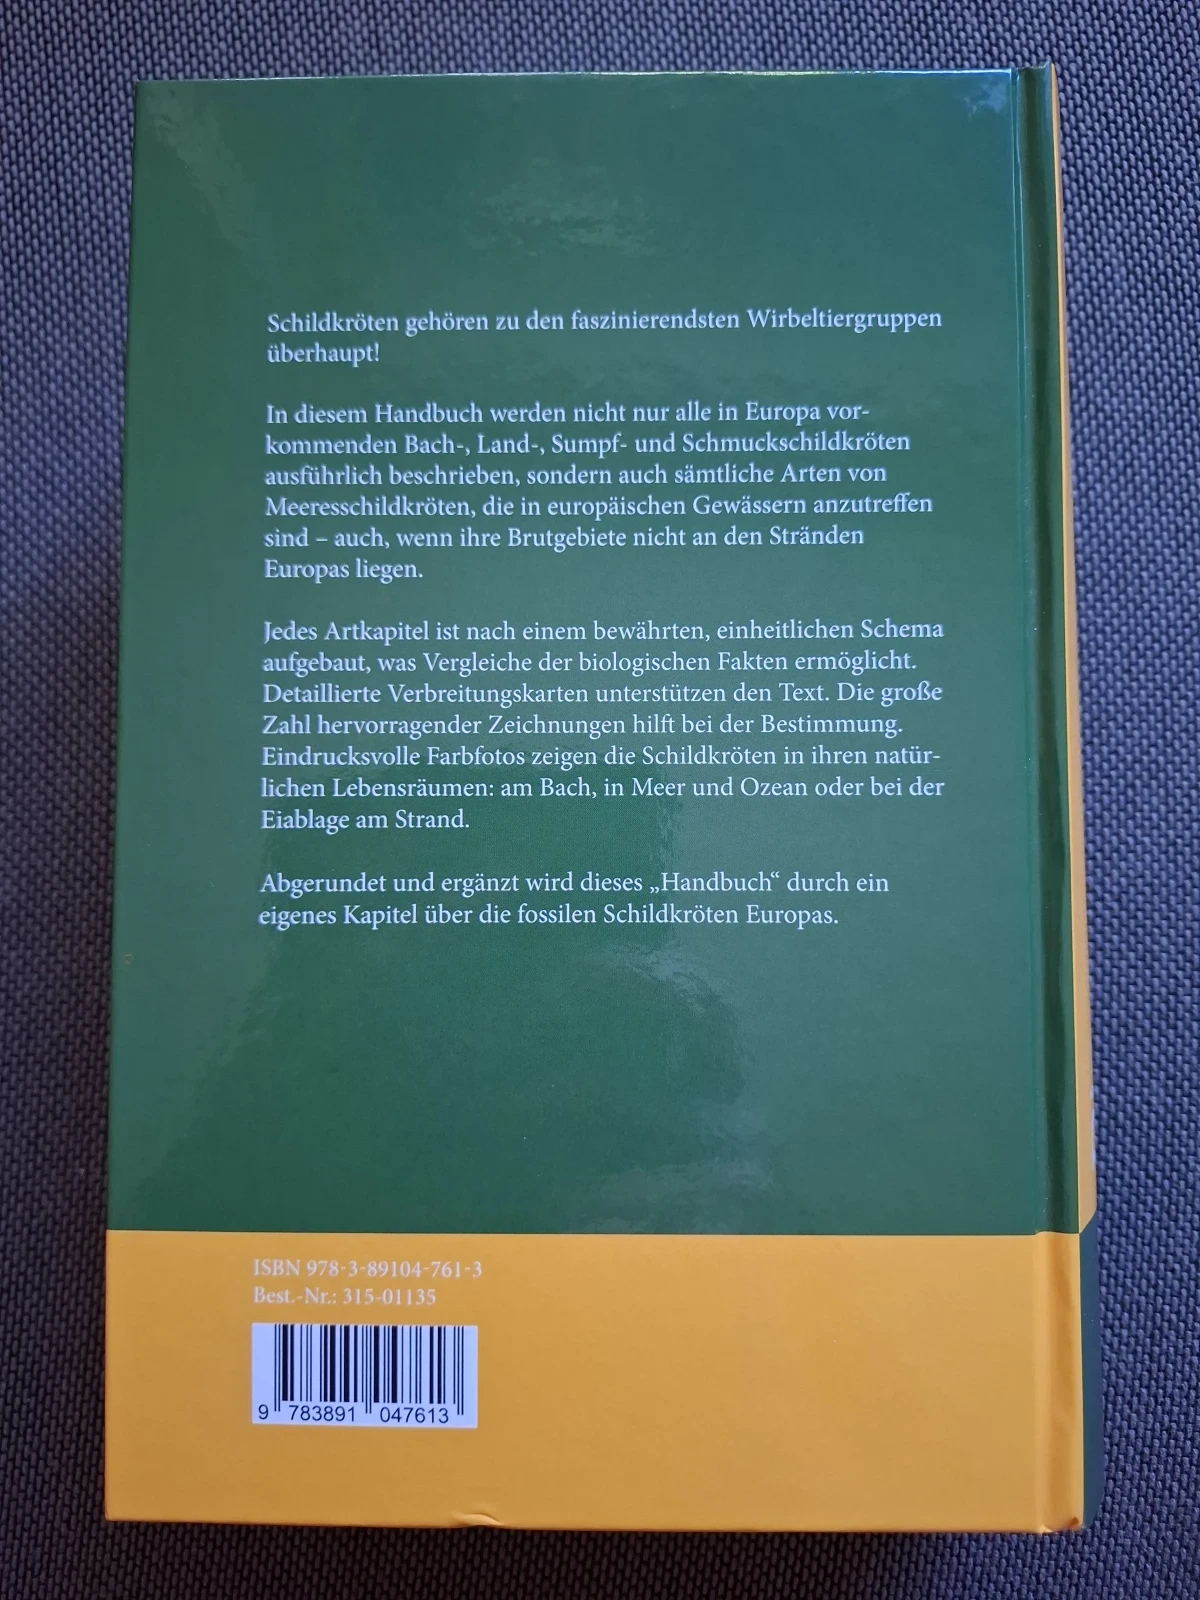 Schildkröten gehören zu den faszinierendsten Wirbeltiergruppen
überhaupt!
In diesem Handbuch werden nicht nur alle in Europa vor-
kommenden Bach-, Land-, Sumpf- und Schmuckschildkröten
ausführlich beschrieben, sondern auch sämtliche Arten von
Meeresschildkröten, die in europäischen Gewässern anzutreffen
sind – auch, wenn ihre Brutgebiete nicht an den Stränden
Europas liegen.
Jedes Artkapitel ist nach einem bewährten, einheitlichen Schema
aufgebaut, was Vergleiche der biologischen Fakten ermöglicht.
Detaillierte Verbreitungskarten unterstützen den Text. Die große
Zahl hervorragender Zeichnungen hilft bei der Bestimmung.
Eindrucksvolle Farbfotos zeigen die Schildkröten in ihren natür-
lichen Lebensräumen: am Bach, in Meer und Ozean oder bei der
Eiablage am Strand.
Abgerundet und ergänzt wird dieses „Handbuch“ durch ein
eigenes Kapitel über die fossilen Schildkröten Europas.
ISBN 978-3-89104-761-3
Best.-Nr.: 315-01135
9 783891 047613